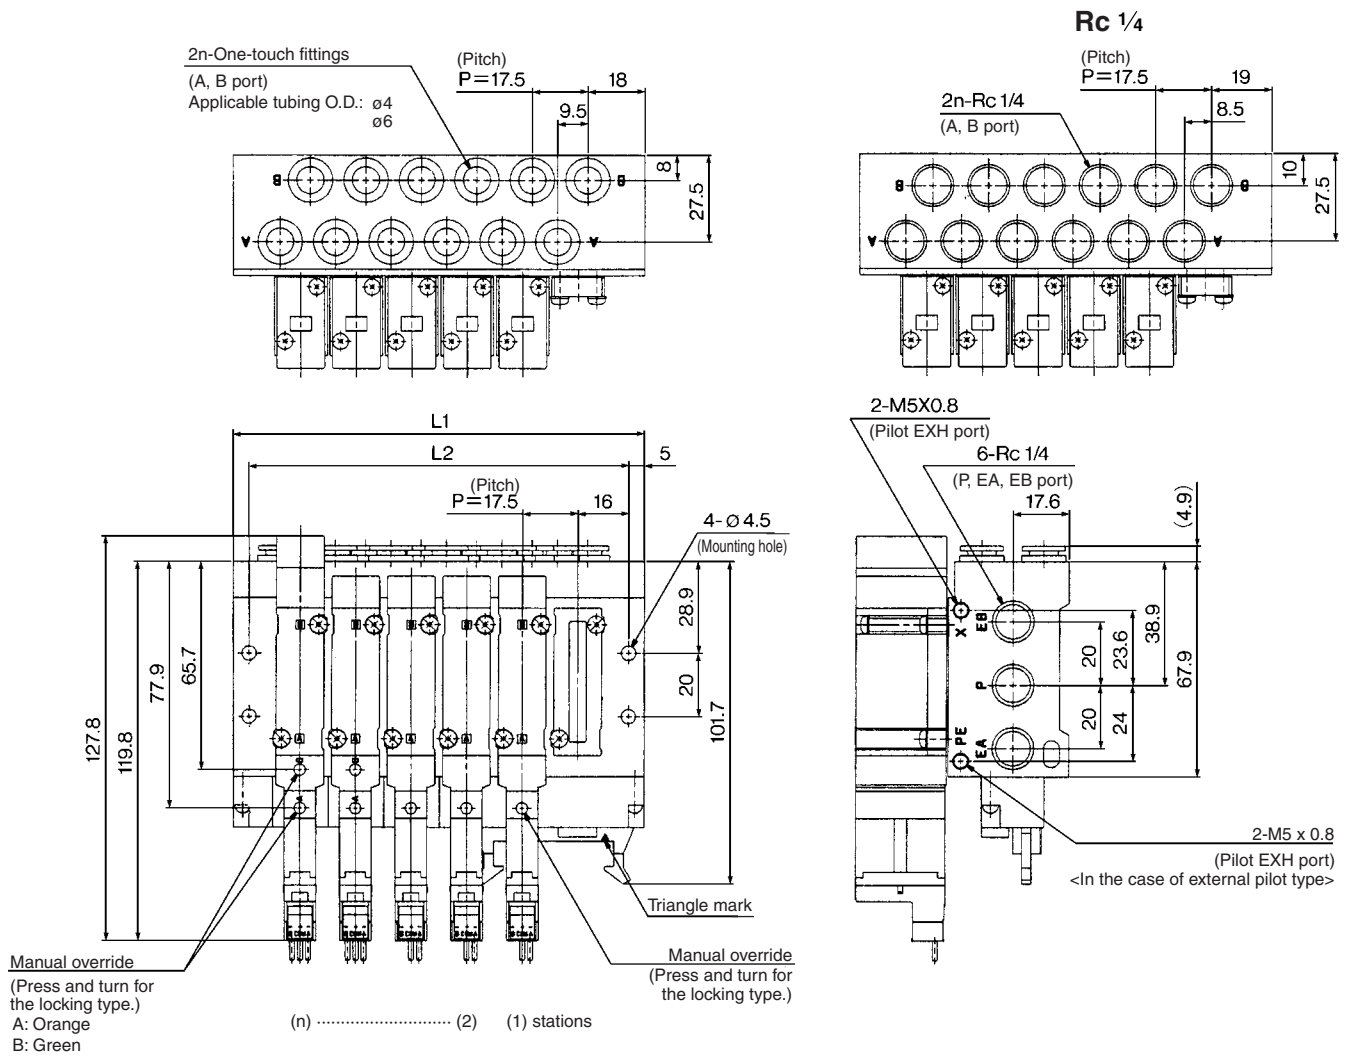 Rc 1/4
2n-One-touch fittings
(A, B port)
Applicable tubing O.D.: ø4
ø6
(Pitch)
P=17.5
18
9.5
8
27.5
B
B
A
A
(Pitch)
P=17.5
19
2n-Rc 1/4
(A, B port)
8.5
10
27.5
B
B
A
A
L1
L2
5
(Pitch)
P=17.5
16
4-Ø4.5
(Mounting hole)
127.8
119.8
77.9
65.7
28.9
20
101.7
B
B
B
B
B
A
A
A
A
A
B
B
A
A
Triangle mark
Manual override
(Press and turn for
the locking type.)
A: Orange
B: Green
Manual override
(Press and turn for
the locking type.)
(n) ............................ (2) (1) stations
2-M5X0.8
(Pilot EXH port)
6-Rc 1/4
(P, EA, EB port)
17.6
(4.9)
X
EB
P
PE
EA
20
23.6
38.9
67.9
20
24
2-M5 x 0.8
(Pilot EXH port)
<In the case of external pilot type>